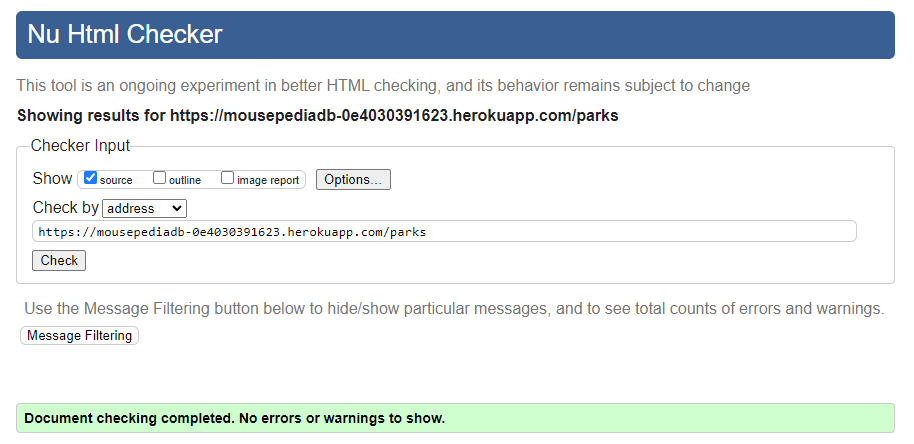 Nu Html Checker
This tool is an ongoing experiment in better HTML checking, and its behavior remains subject to change
Showing results for https://mousepediadb-0e4030391623.herokuapp.com/parks
Checker Input
Show source outline image report Options...
Check by address
https://mousepediadb-0e4030391623.herokuapp.com/parks
Check
Use the Message Filtering button below to hide/show particular messages, and to see total counts of errors and warnings.
Message Filtering
Document checking completed. No errors or warnings to show.